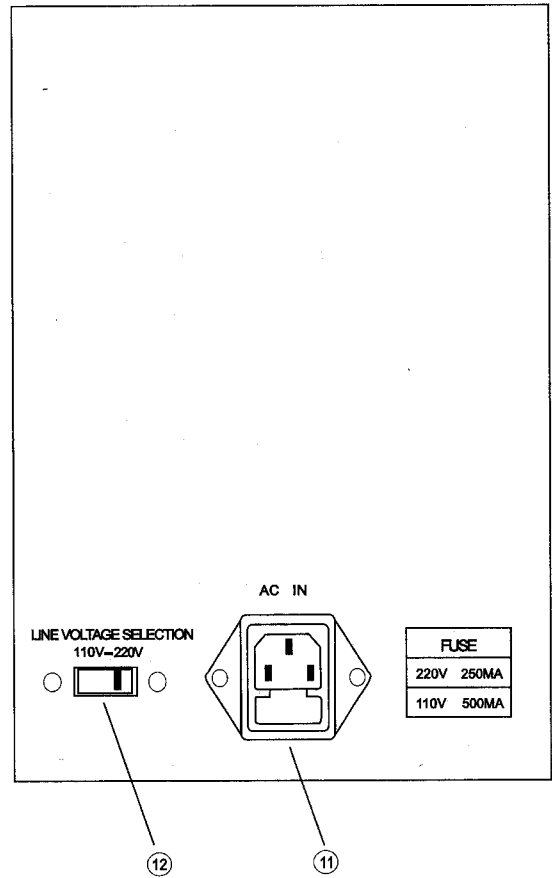 AC IN
LINE VOLTAGE SELECTION
110V–220V
FUSE
220V 250MA
110V 500MA
12
11